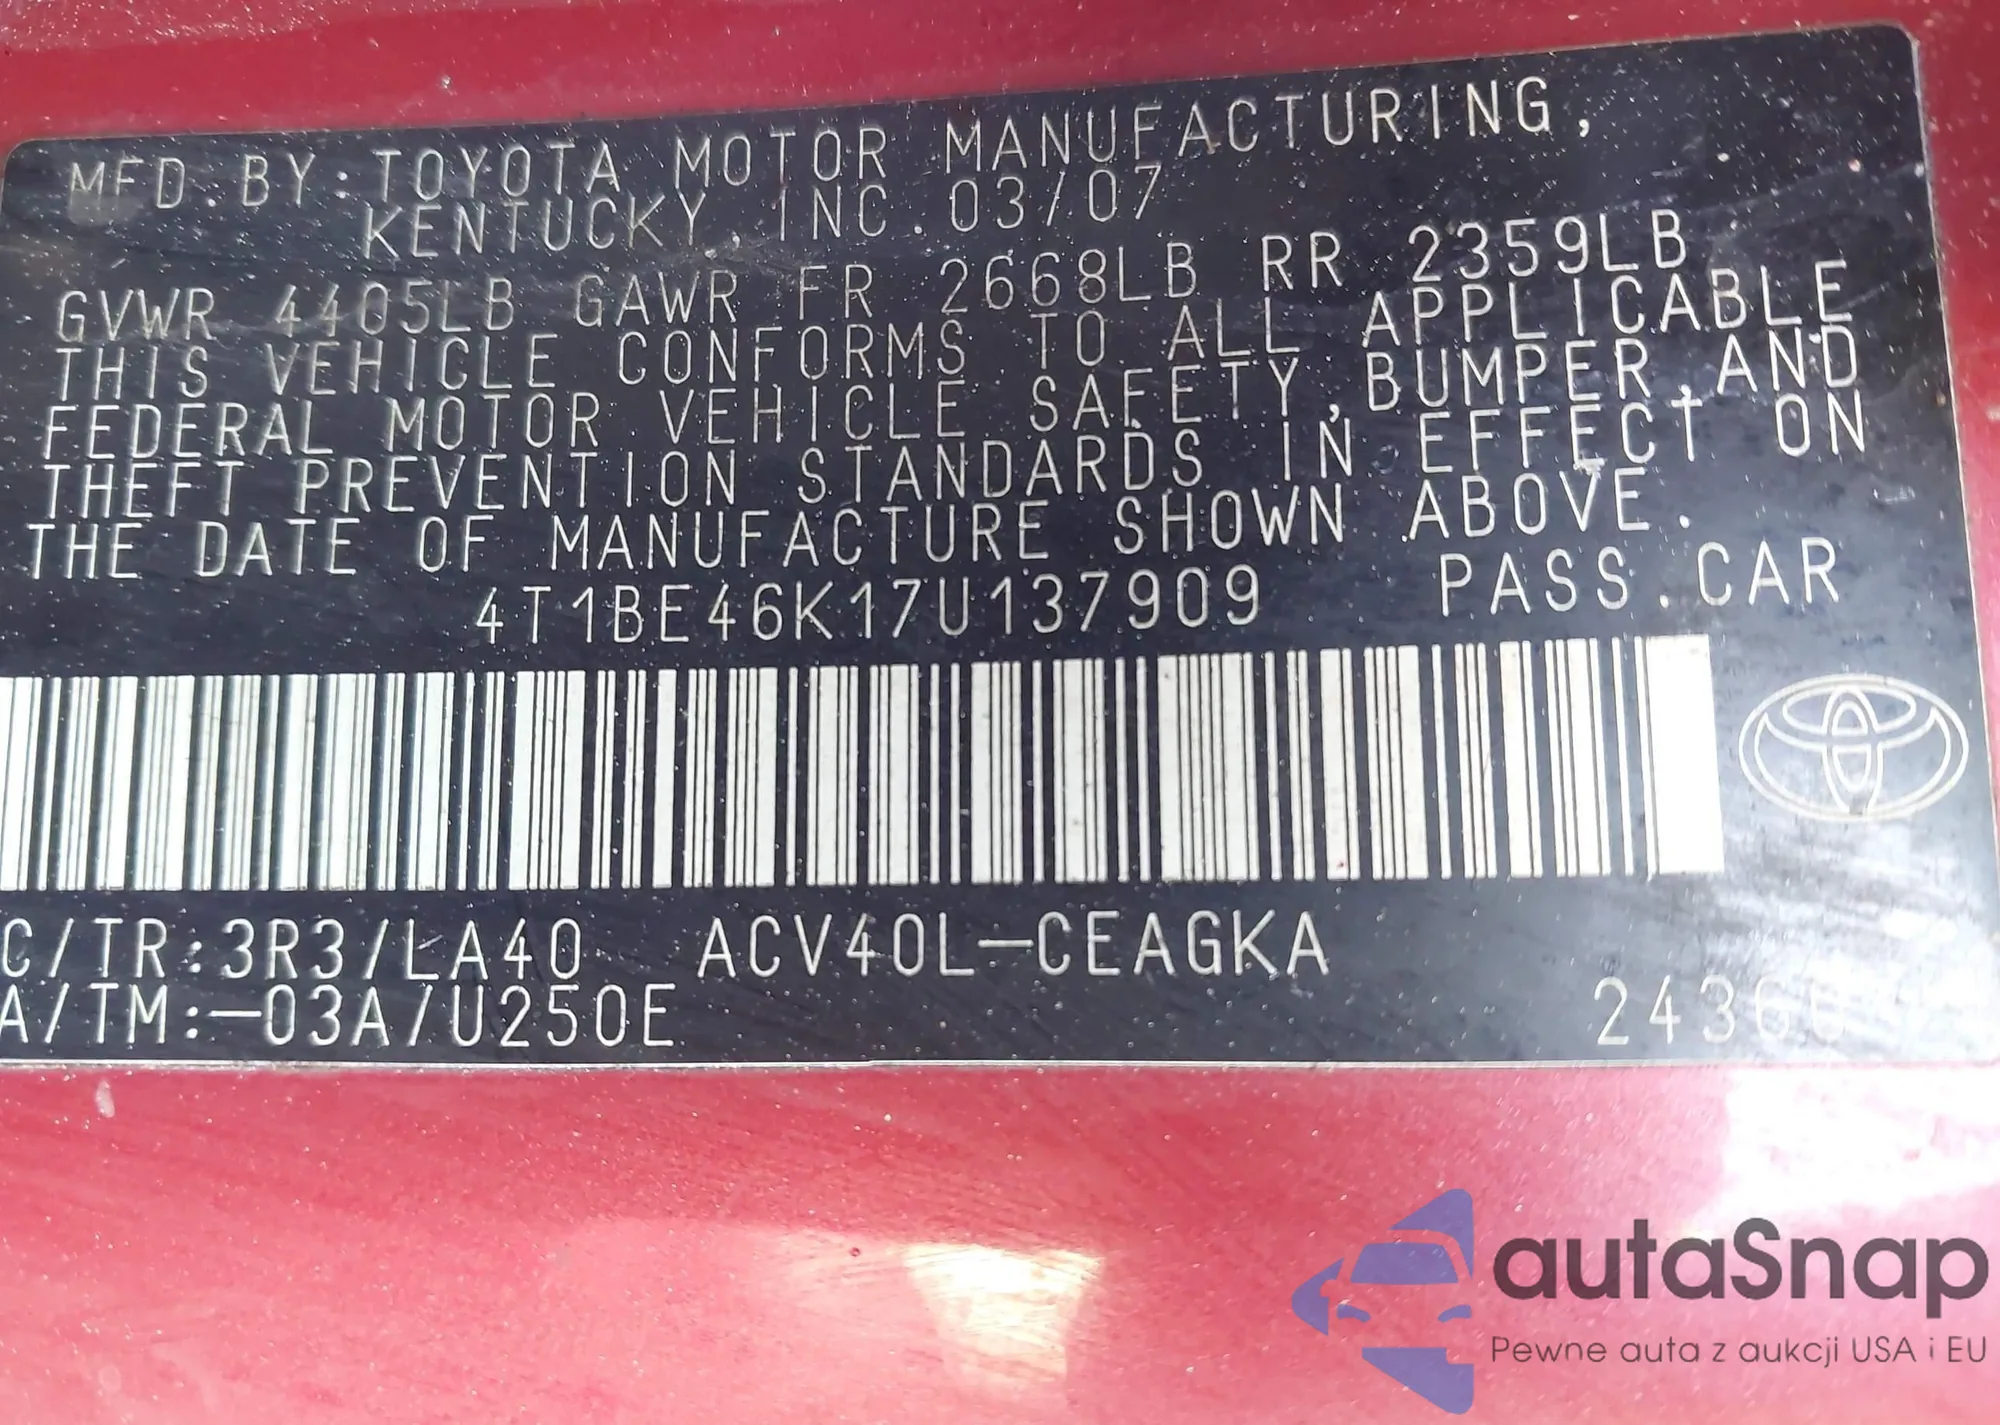 MFD. BY: TOYOTA MOTOR MANUFACTURING,
KENTUCKY, INC. 03/07
GVWR 4405LB GAWR FR 2668LB RR 2359LB
THIS VEHICLE CONFORMS TO ALL APPLICABLE
FEDERAL MOTOR VEHICLE SAFETY, BUMPER, AND
THEFT PREVENTION STANDARDS IN EFFECT ON
THE DATE OF MANUFACTURE SHOWN ABOVE.
4T1BE46K17U137909 PASS. CAR
C/TR:3R3/LA40 ACV40L-CEAGKA
A/TM:-03A/U250E
autaSnap
Pewne auta z aukcji USA i EU